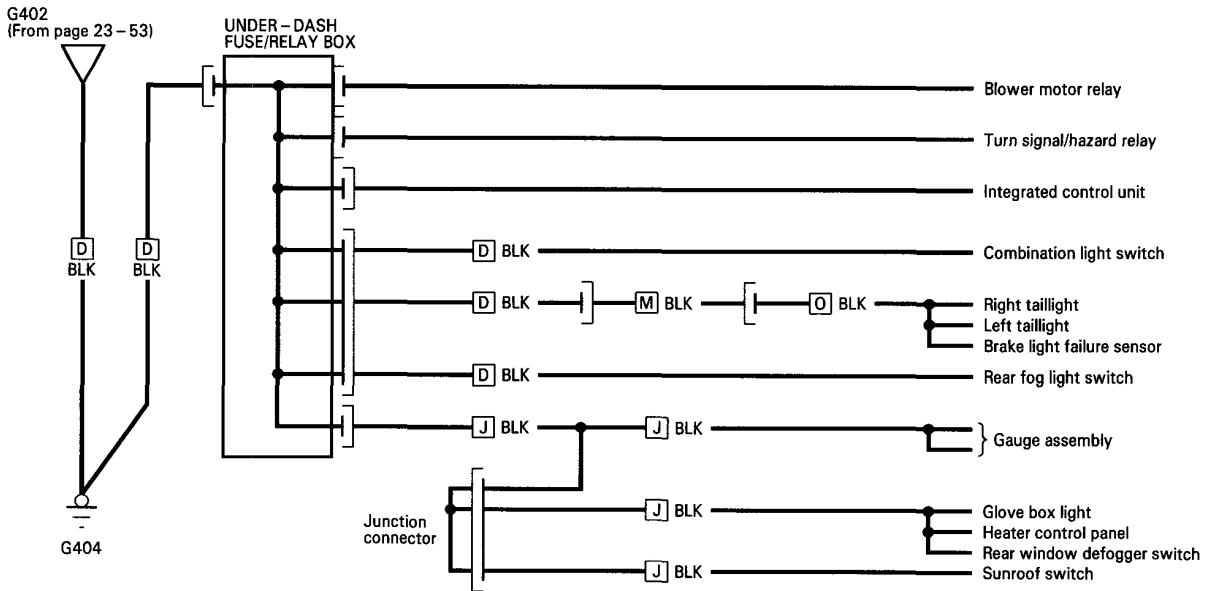 G402
(From page 23 – 53)
UNDER – DASH
FUSE/RELAY BOX
Blower motor relay
Turn signal/hazard relay
Integrated control unit
D BLK
D BLK
D BLK
Combination light switch
D BLK
M BLK
O BLK
Right taillight
Left taillight
Brake light failure sensor
D BLK
Rear fog light switch
J BLK
J BLK
Gauge assembly
Junction
connector
J BLK
Glove box light
Heater control panel
Rear window defogger switch
J BLK
Sunroof switch
G404